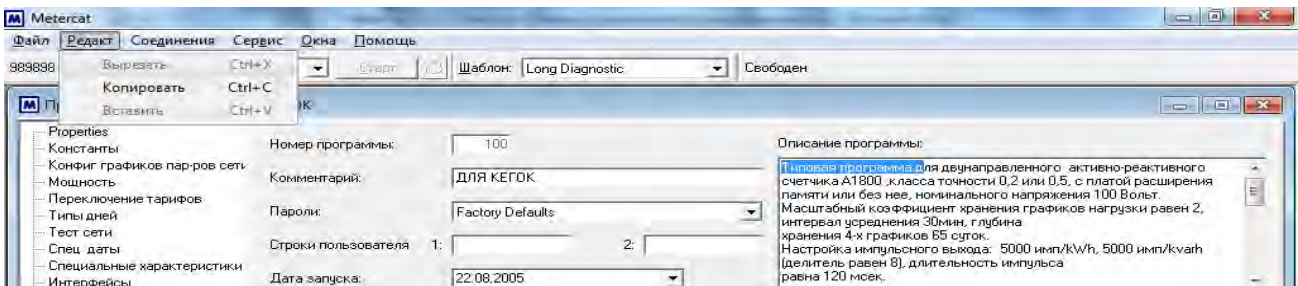 Metercat
Файл Редакт Соединения Сервис Окна Помощь
989898 Старт Шаблон: Long Diagnostic Свободен
Вырезать Ctrl+X
Копировать Ctrl+C
Вставить Ctrl+V
Properties
Константы
Конфиг графиков пар-ров сети
Мощность
Переключение тарифов
Типы дней
Тест сети
Спец. даты
Специальные характеристики
Интерфейсы
Номер программы: 100
Комментарий: ДЛЯ КЕГОК
Пароли: Factory Defaults
Строки пользователя 1: 2:
Дата запуска: 22.08.2005
Описание программы:
Типовая программа для двунаправленного активно-реактивного
счетчика А1800 ,класса точности 0,2 или 0,5, с платой расширения
памяти или без нее, номинального напряжения 100 Вольт.
Масштабный коэффициент хранения графиков нагрузки равен 2,
интервал усреднения 30мин, глубина
хранения 4-х графиков 65 суток.
Настройка импульсного выхода: 5000 имп/kWh, 5000 имп/kvarh
(делитель равен 8), длительность импульса
равна 120 мсек.